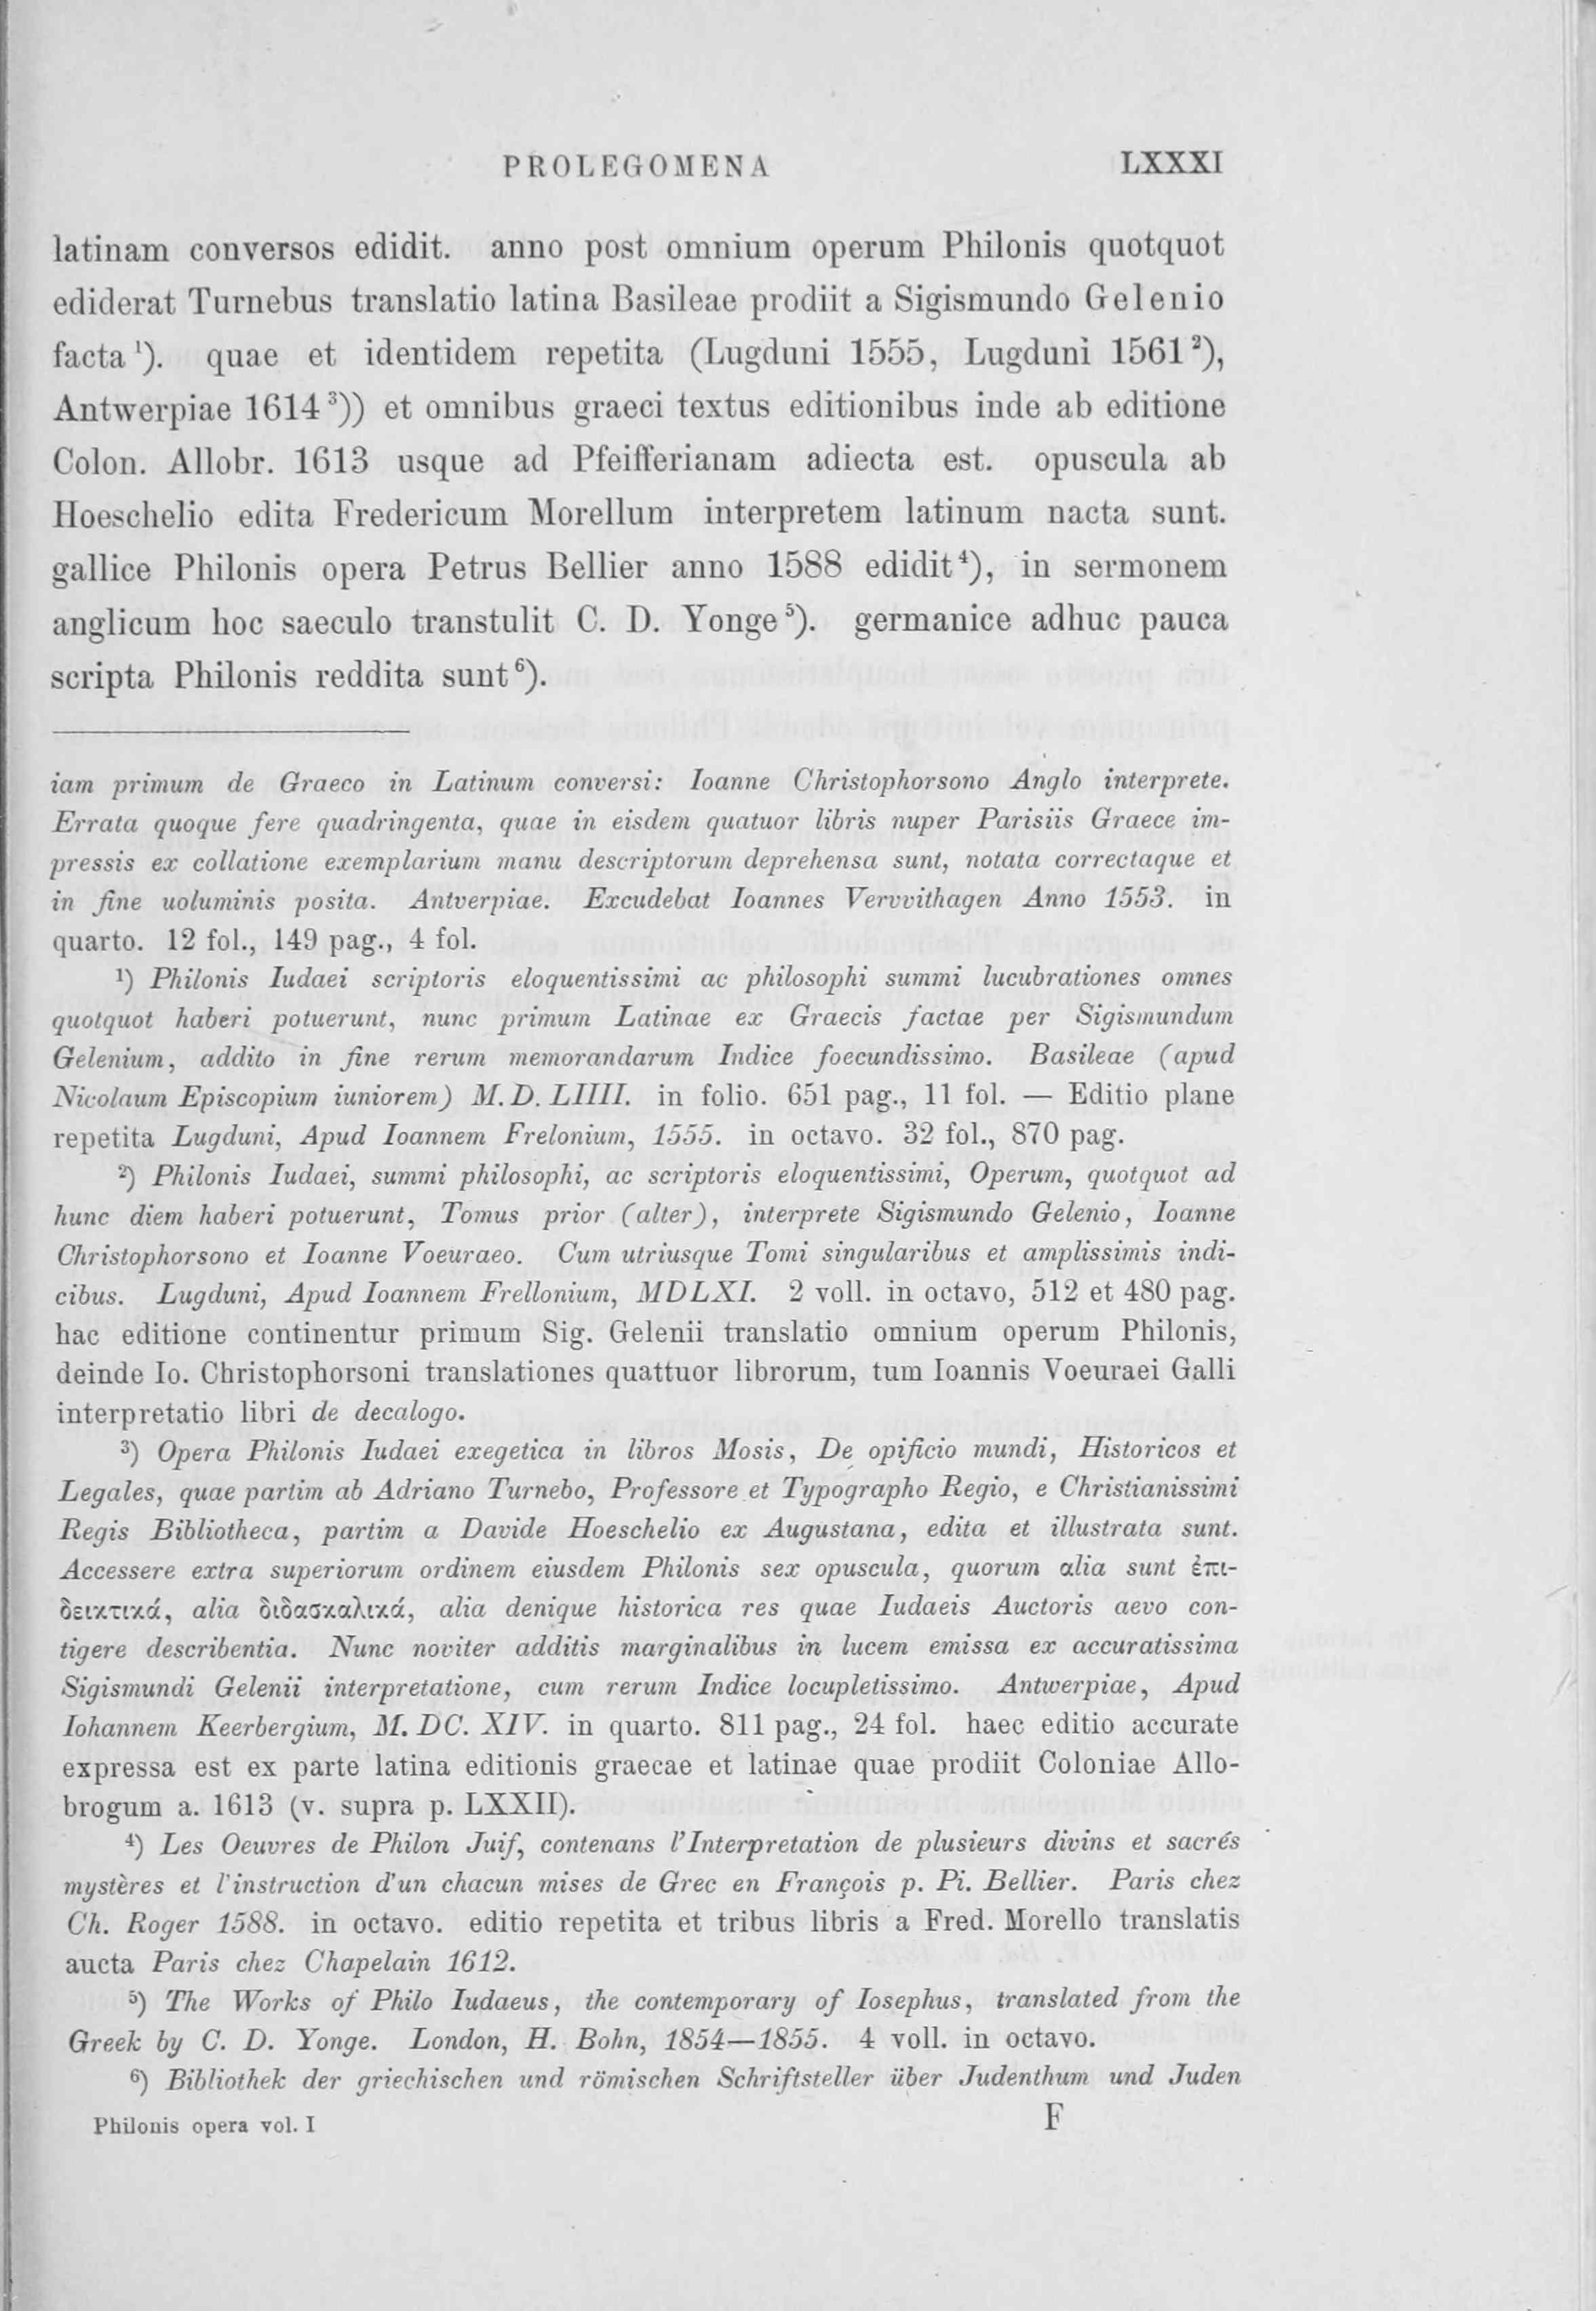 PROLEGOMENA LXXXI
latinam conversos edidit. anno post omnium operum Philonis quotquot
ediderat Turnebus translatio latina Basileae prodiit a Sigismundo Gelenio
facta ¹). quae et identidem repetita (Lugduni 1555, Lugduni 1561 ²),
Antwerpiae 1614 ³)) et omnibus graeci textus editionibus inde ab editione
Colon. Allobr. 1613 usque ad Pfeifferianam adiecta est. opuscula ab
Hoeschelio edita Fredericum Morellum interpretem latinum nacta sunt.
gallice Philonis opera Petrus Bellier anno 1588 edidit ⁴), in sermonem
anglicum hoc saeculo transtulit C. D. Yonge ⁵). germanice adhuc pauca
scripta Philonis reddita sunt ⁶).
iam primum de Graeco in Latinum conversi: Ioanne Christophorsono Anglo interprete.
Errata quoque fere quadringenta, quae in eisdem quatuor libris nuper Parisiis Graece im-
pressis ex collatione exemplarium manu descriptorum deprehensa sunt, notata correctaque et
in fine uoluminis posita. Antverpiae. Excudebat Ioannes Vervvithagen Anno 1553. in
quarto. 12 fol., 149 pag., 4 fol.
¹) Philonis Iudaei scriptoris eloquentissimi ac philosophi summi lucubrationes omnes
quotquot haberi potuerunt, nunc primum Latinae ex Graecis factae per Sigismundum
Gelenium, addito in fine rerum memorandarum Indice foecundissimo. Basileae (apud
Nicolaum Episcopium iuniorem) M. D. LIIII. in folio. 651 pag., 11 fol. — Editio plane
repetita Lugduni, Apud Ioannem Frelonium, 1555. in octavo. 32 fol., 870 pag.
²) Philonis Iudaei, summi philosophi, ac scriptoris eloquentissimi, Operum, quotquot ad
hunc diem haberi potuerunt, Tomus prior (alter), interprete Sigismundo Gelenio, Ioanne
Christophorsono et Ioanne Voeuraeo. Cum utriusque Tomi singularibus et amplissimis indi-
cibus. Lugduni, Apud Ioannem Frellonium, MDLXI. 2 voll. in octavo, 512 et 480 pag.
hac editione continentur primum Sig. Gelenii translatio omnium operum Philonis,
deinde Io. Christophorsoni translationes quattuor librorum, tum Ioannis Voeuraei Galli
interpretatio libri de decalogo.
³) Opera Philonis Iudaei exegetica in libros Mosis, De opificio mundi, Historicos et
Legales, quae partim ab Adriano Turnebo, Professore et Typographo Regio, e Christianissimi
Regis Bibliotheca, partim a Davide Hoeschelio ex Augustana, edita et illustrata sunt.
Accessere extra superiorum ordinem eiusdem Philonis sex opuscula, quorum alia sunt ἐπι-
δεικτικά, alia διδασκαλικά, alia denique historica res quae Iudaeis Auctoris aevo con-
tigere describentia. Nunc noviter additis marginalibus in lucem emissa ex accuratissima
Sigismundi Gelenii interpretatione, cum rerum Indice locupletissimo. Antwerpiae, Apud
Iohannem Keerbergium, M. DC. XIV. in quarto. 811 pag., 24 fol. haec editio accurate
expressa est ex parte latina editionis graecae et latinae quae prodiit Coloniae Allo-
brogum a. 1613 (v. supra p. LXXII).
⁴) Les Oeuvres de Philon Juif, contenans l'Interpretation de plusieurs divins et sacrés
mystères et l'instruction d'un chacun mises de Grec en François p. Pi. Bellier. Paris chez
Ch. Roger 1588. in octavo. editio repetita et tribus libris a Fred. Morello translatis
aucta Paris chez Chapelain 1612.
⁵) The Works of Philo Iudaeus, the contemporary of Iosephus, translated from the
Greek by C. D. Yonge. London, H. Bohn, 1854—1855. 4 voll. in octavo.
⁶) Bibliothek der griechischen und römischen Schriftsteller über Judenthum und Juden
Philonis opera vol. I F